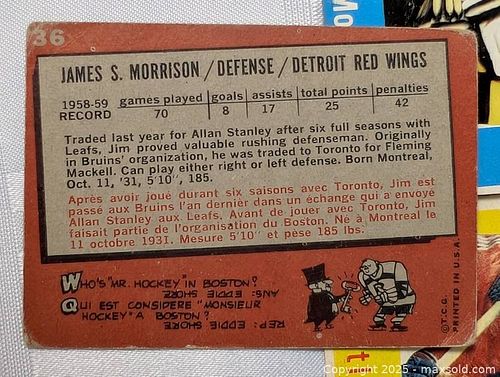 36
JAMES S. MORRISON / DEFENSE / DETROIT RED WINGS
1958-59 games played goals assists total points penalties
RECORD 70 8 17 25 42
Traded last year for Allan Stanley after six full seasons with
Leafs, Jim proved valuable rushing defenseman. Originally
in Bruins' organization, he was traded to Toronto for Fleming
Mackell. Can play either right or left defense. Born Montreal,
Oct. 11, '31, 5'10", 185.
Après avoir joué durant six saisons avec Toronto, Jim est
passé aux Bruins l'an dernier dans un échange qui a envoyé
Allan Stanley aux Leafs. Avant de jouer avec Toronto, Jim
faisait partie de l'organisation du Boston. Né à Montreal le
11 octobre 1931. Mesure 5'10" et pèse 185 lbs.
WHO'S "MR. HOCKEY" IN BOSTON?
ANS: EDDIE SHORE
QUI EST CONSIDERE "MONSIEUR
HOCKEY" A BOSTON?
REP: EDDIE SHORE
©T.C.G. PRINTED IN U.S.A.
Copyright 2025 - maxsold.com